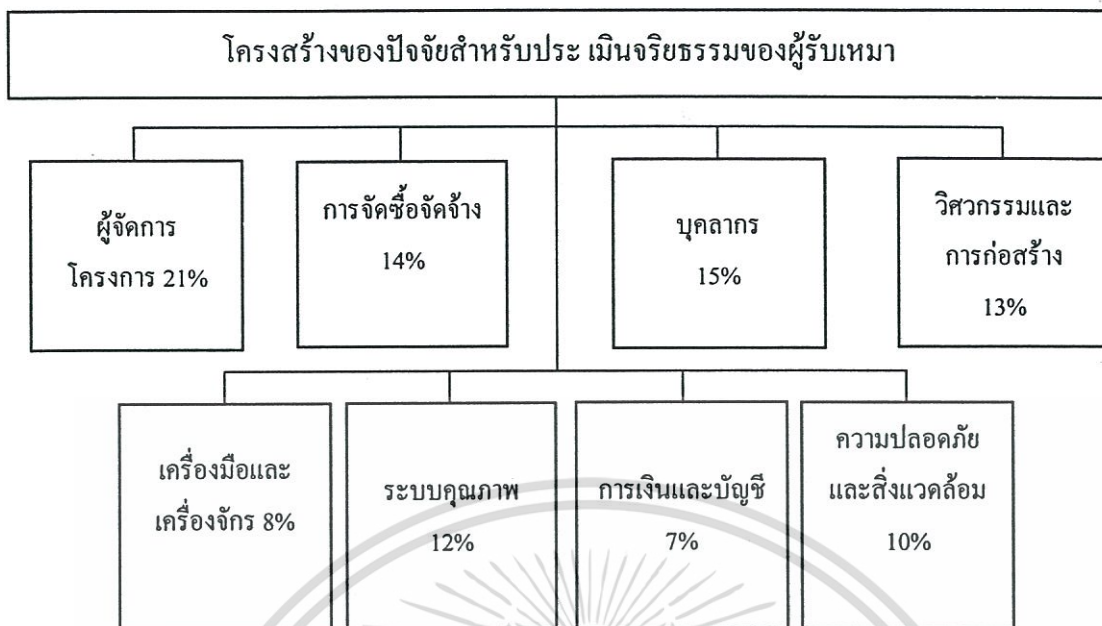 โครงสร้างของปัจจัยสำหรับประ เมินจริยธรรมของผู้รับเหมา
ผู้จัดการ
โครงการ 21%
การจัดซื้อจัดจ้าง
14%
บุคลากร
15%
วิศวกรรมและ
การก่อสร้าง
13%
เครื่องมือและ
เครื่องจักร 8%
ระบบคุณภาพ
12%
การเงินและบัญชี
7%
ความปลอดภัย
และสิ่งแวดล้อม
10%